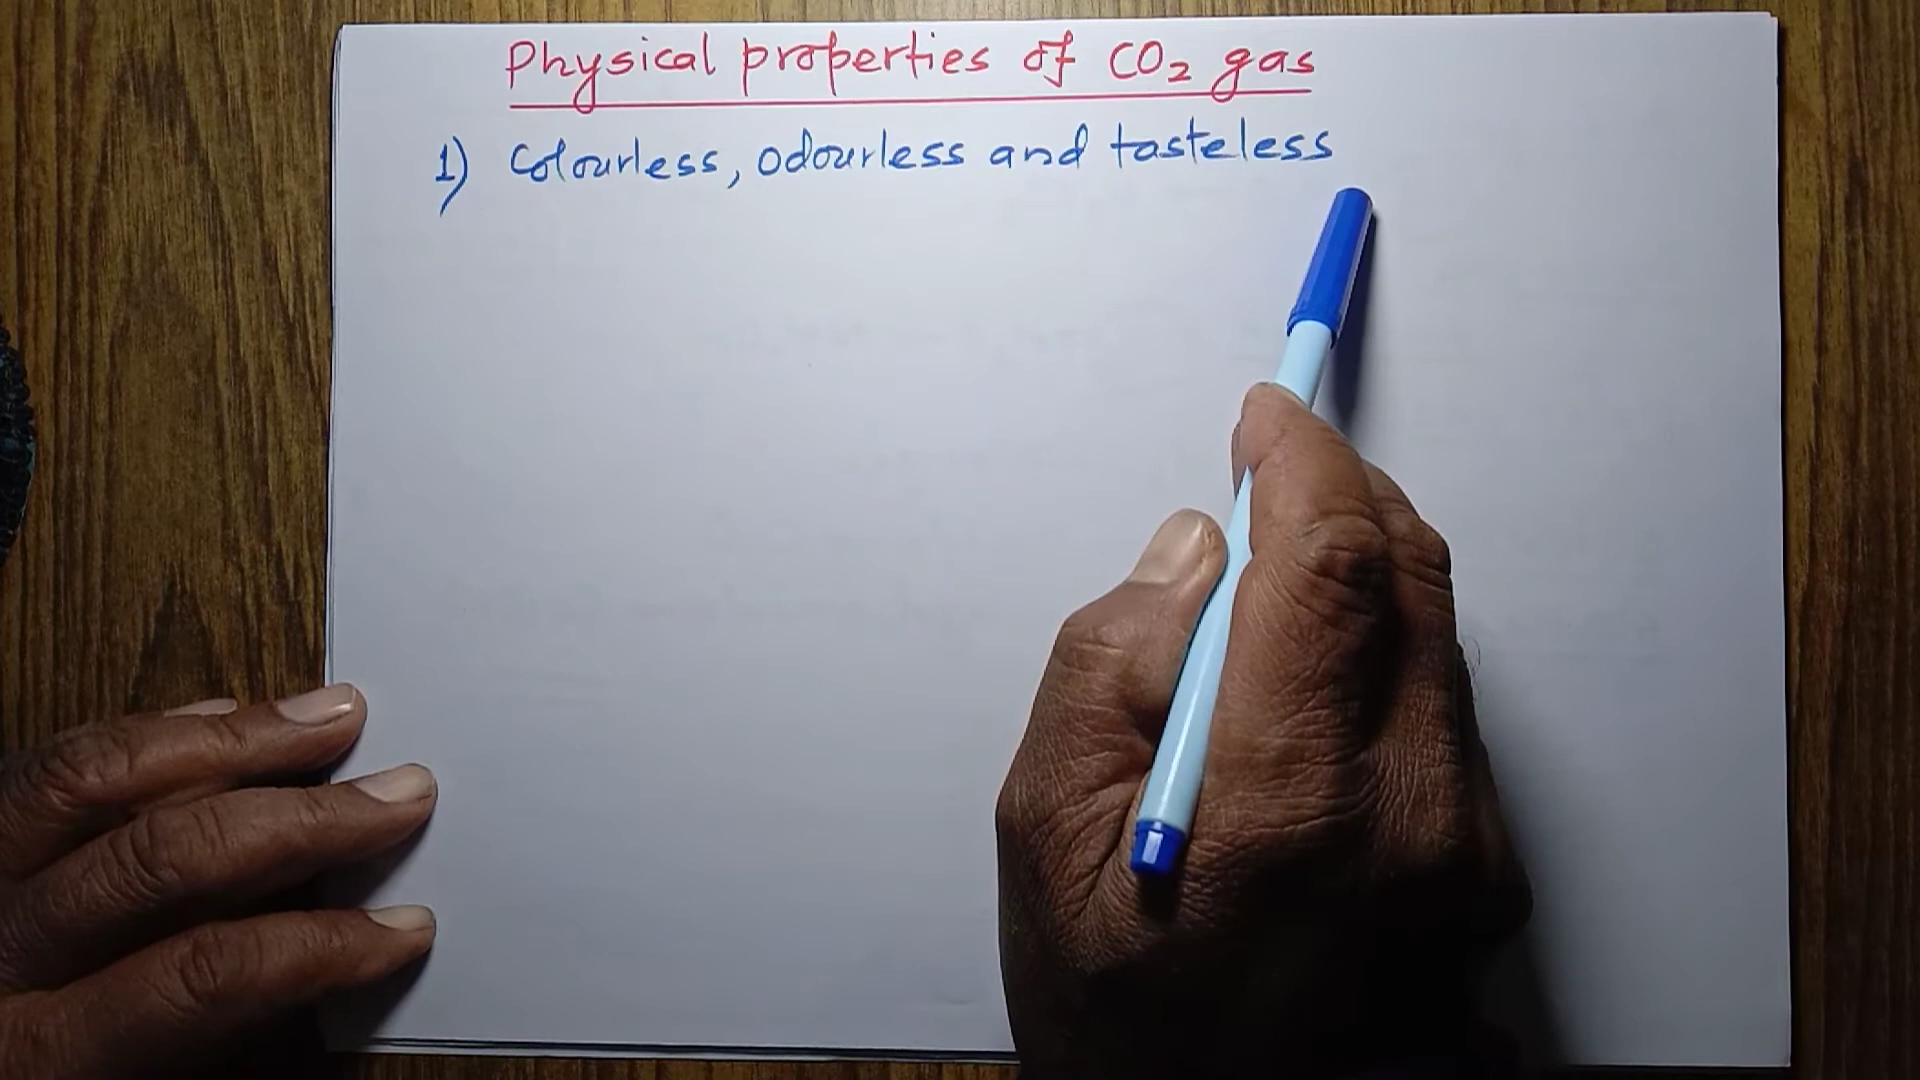 Physical properties of CO₂ gas
1) Colourless, odourless and tasteless